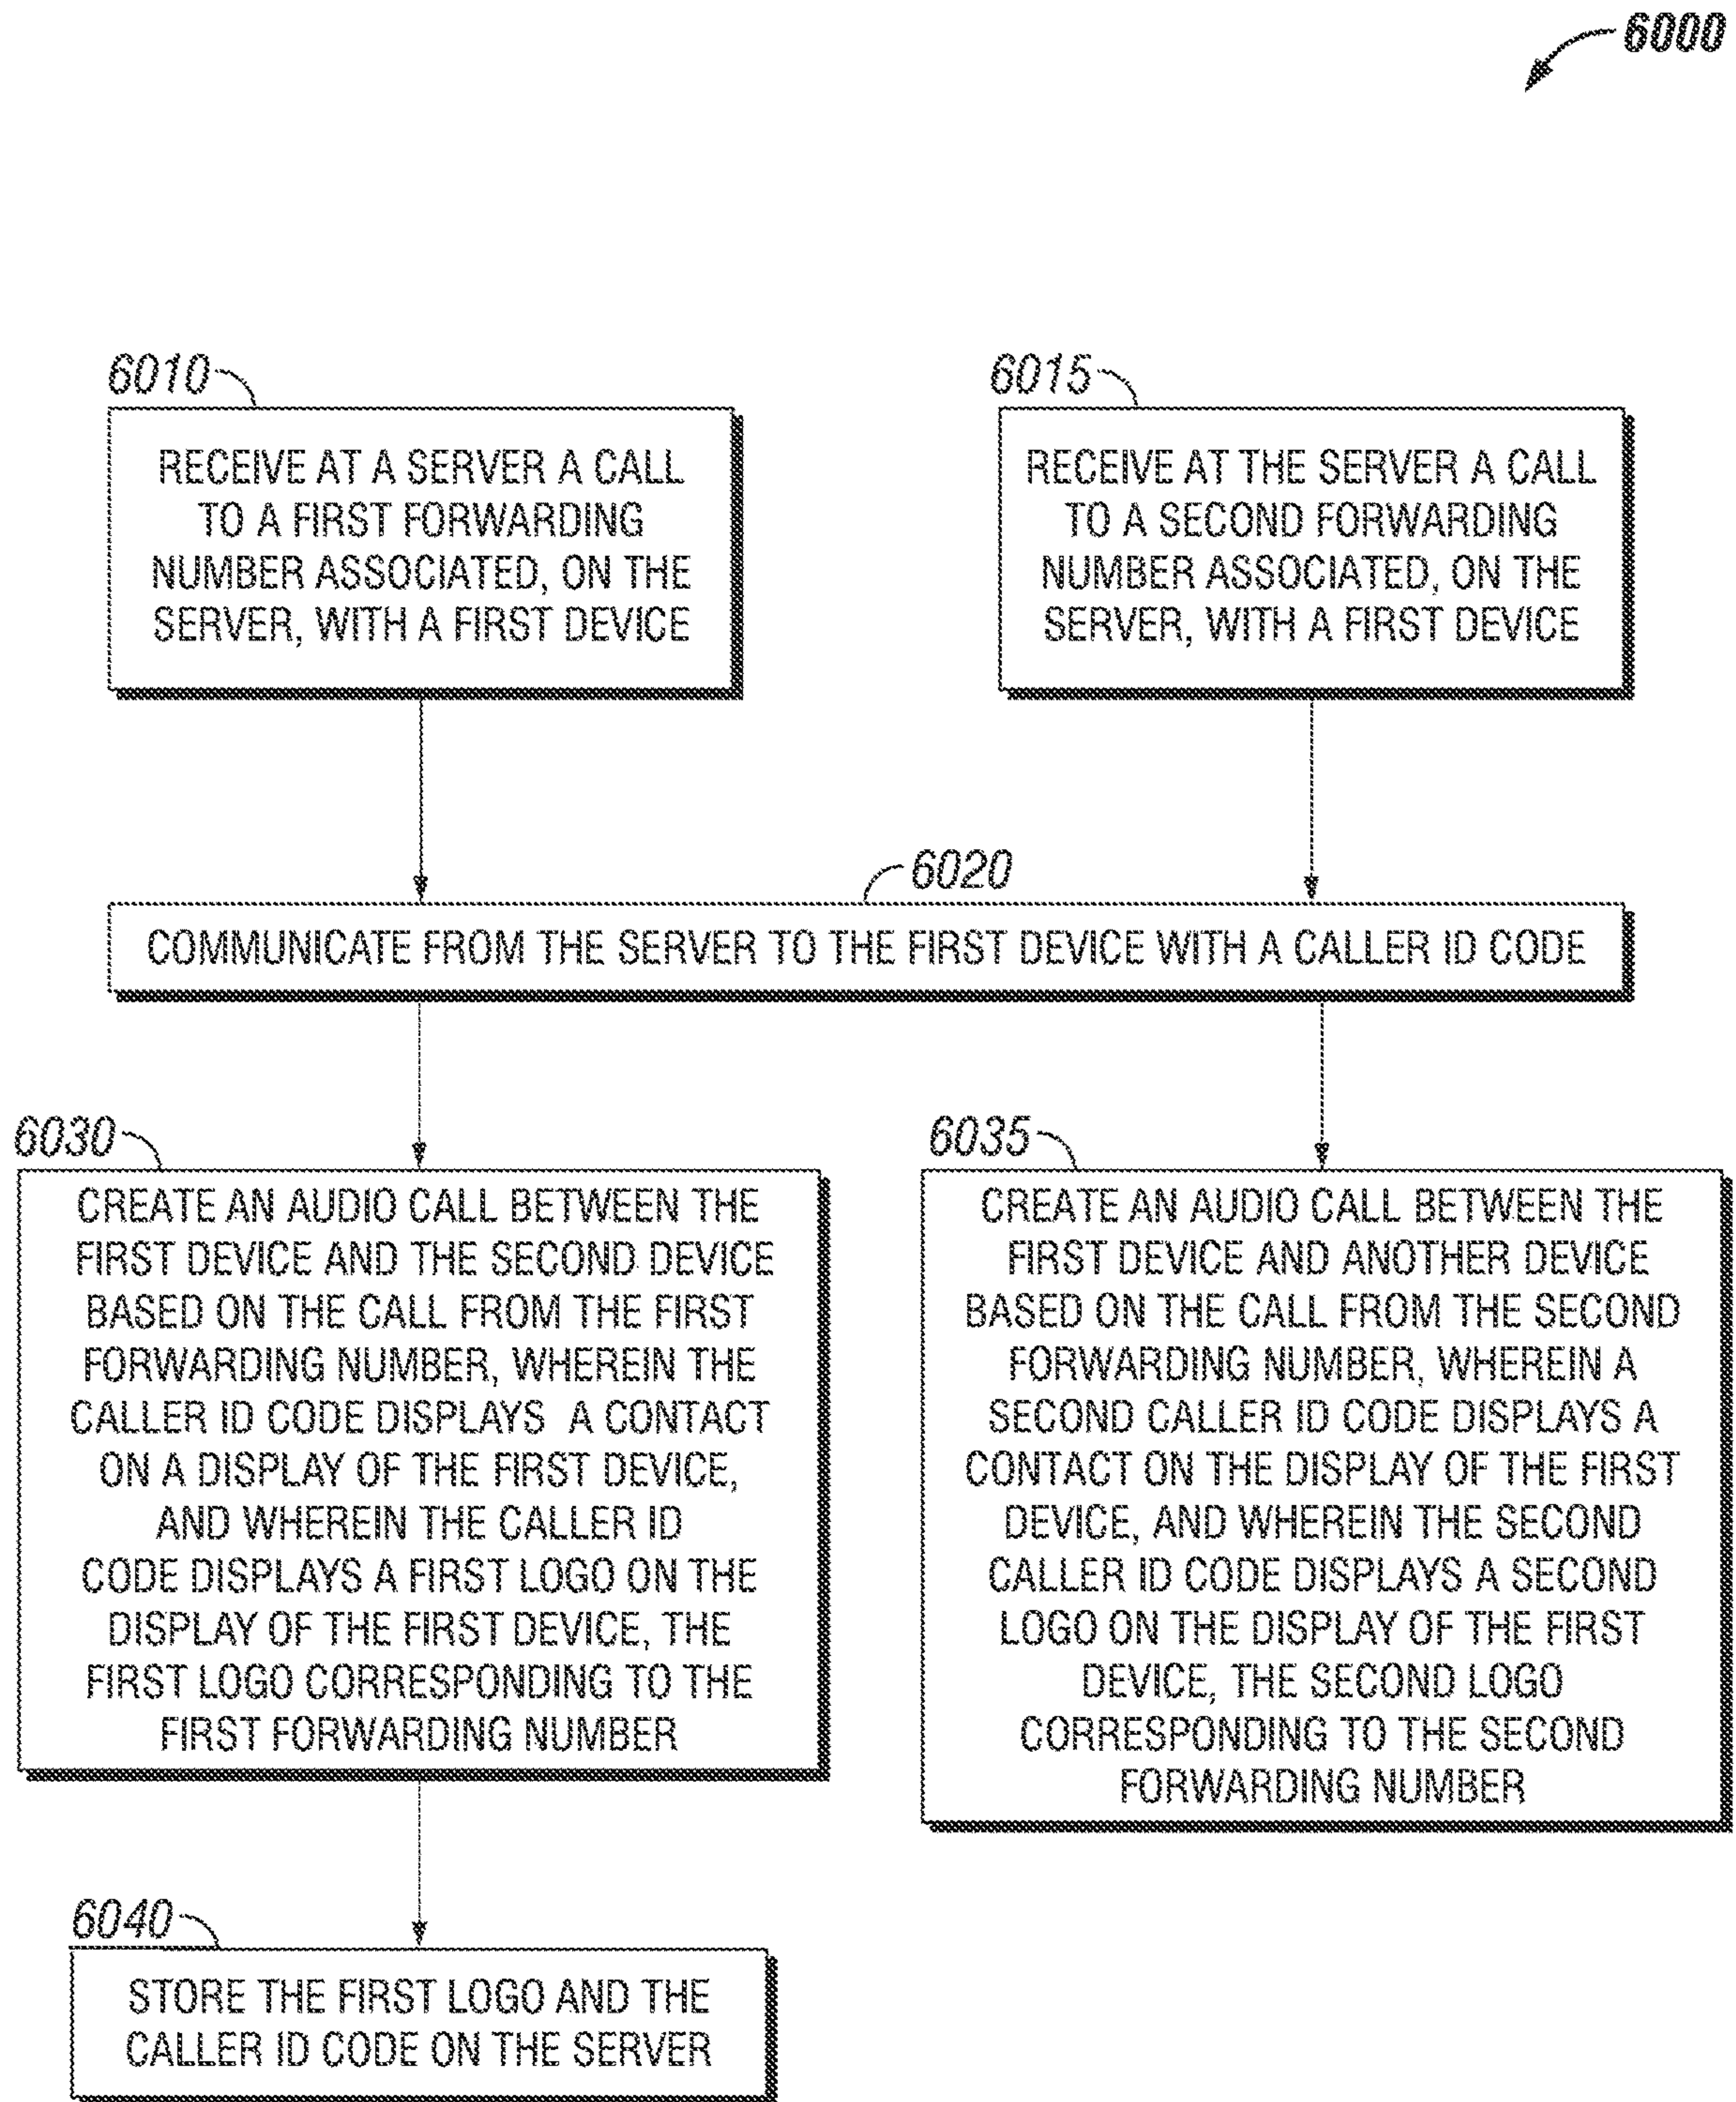 6000
6010
RECEIVE AT A SERVER A CALL
TO A FIRST FORWARDING
NUMBER ASSOCIATED, ON THE
SERVER, WITH A FIRST DEVICE
6015
RECEIVE AT THE SERVER A CALL
TO A SECOND FORWARDING
NUMBER ASSOCIATED, ON THE
SERVER, WITH A FIRST DEVICE
6020
COMMUNICATE FROM THE SERVER TO THE FIRST DEVICE WITH A CALLER ID CODE
6030
CREATE AN AUDIO CALL BETWEEN THE
FIRST DEVICE AND THE SECOND DEVICE
BASED ON THE CALL FROM THE FIRST
FORWARDING NUMBER, WHEREIN THE
CALLER ID CODE DISPLAYS A CONTACT
ON A DISPLAY OF THE FIRST DEVICE,
AND WHEREIN THE CALLER ID
CODE DISPLAYS A FIRST LOGO ON THE
DISPLAY OF THE FIRST DEVICE, THE
FIRST LOGO CORRESPONDING TO THE
FIRST FORWARDING NUMBER
6035
CREATE AN AUDIO CALL BETWEEN THE
FIRST DEVICE AND ANOTHER DEVICE
BASED ON THE CALL FROM THE SECOND
FORWARDING NUMBER, WHEREIN A
SECOND CALLER ID CODE DISPLAYS A
CONTACT ON THE DISPLAY OF THE FIRST
DEVICE, AND WHEREIN THE SECOND
CALLER ID CODE DISPLAYS A SECOND
LOGO ON THE DISPLAY OF THE FIRST
DEVICE, THE SECOND LOGO
CORRESPONDING TO THE SECOND
FORWARDING NUMBER
6040
STORE THE FIRST LOGO AND THE
CALLER ID CODE ON THE SERVER